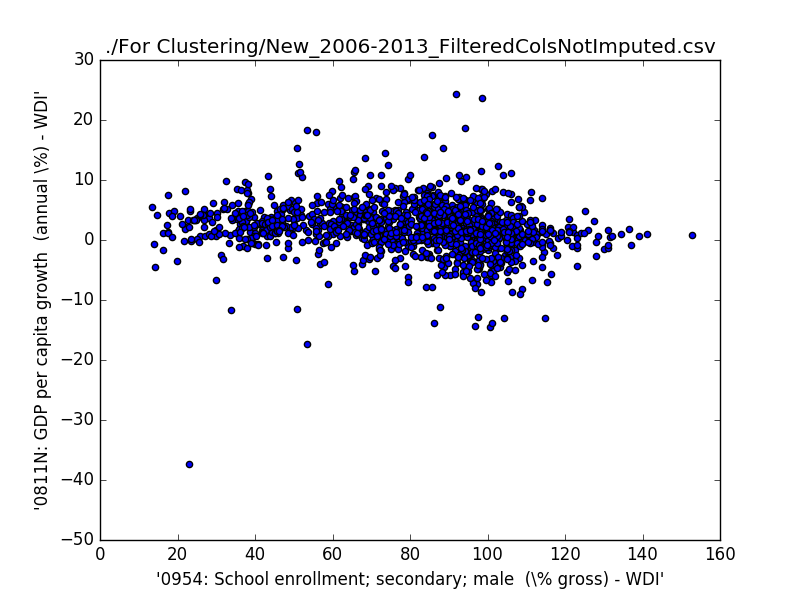 ./For Clustering/New_2006-2013_FilteredColsNotImputed.csv
30
20
10
0
−10
−20
−30
−40
−50
'0811N: GDP per capita growth  (annual \%) - WDI'
0 20 40 60 80 100 120 140 160
'0954: School enrollment; secondary; male  (\% gross) - WDI'